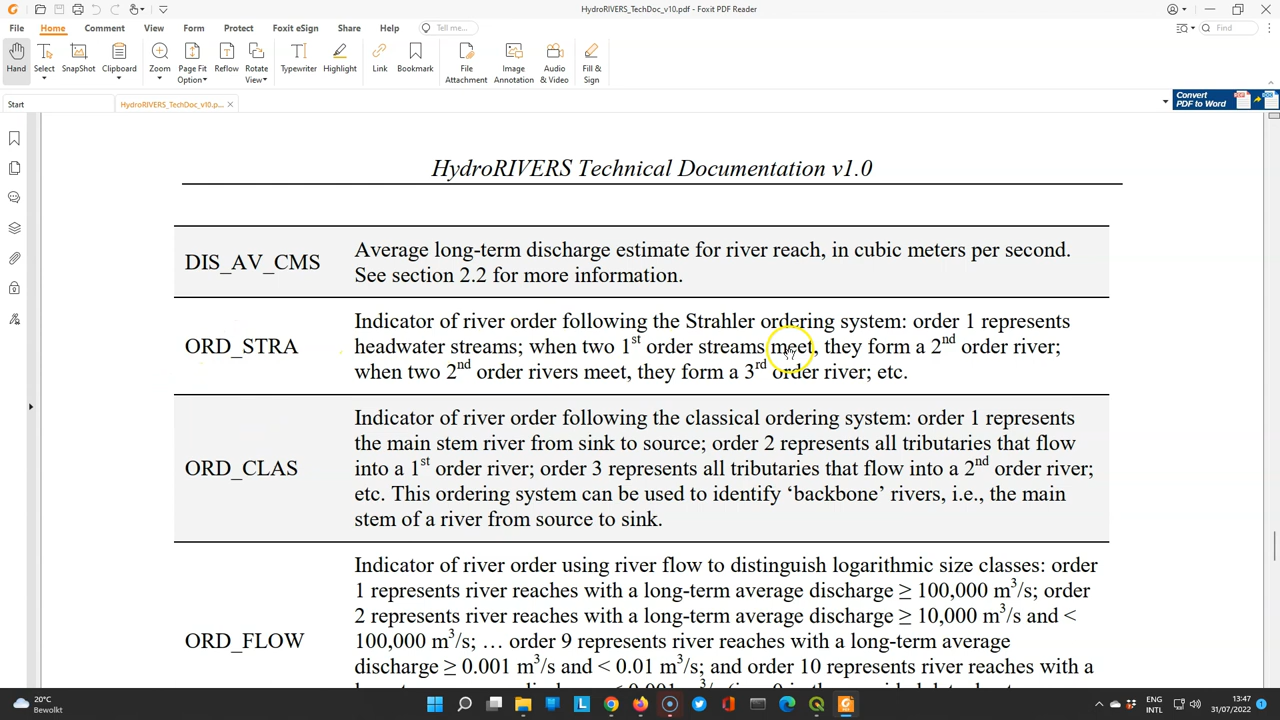 HydroRIVERS_TechDoc_v10.pdf - Foxit PDF Reader
File Home Comment View Form Protect Foxit eSign Share Help Tell me... Find
Hand Select SnapShot Clipboard Zoom Page Fit Option Reflow Rotate View Typewriter Highlight Link Bookmark File Attachment Image Annotation Audio & Video Fill & Sign
Start HydroRIVERS_TechDoc_v10.p...
Convert
PDF to Word
HydroRIVERS Technical Documentation v1.0
DIS_AV_CMS
Average long-term discharge estimate for river reach, in cubic meters per second.
See section 2.2 for more information.
ORD_STRA
Indicator of river order following the Strahler ordering system: order 1 represents
headwater streams; when two 1st order streams meet, they form a 2nd order river;
when two 2nd order rivers meet, they form a 3rd order river; etc.
ORD_CLAS
Indicator of river order following the classical ordering system: order 1 represents
the main stem river from sink to source; order 2 represents all tributaries that flow
into a 1st order river; order 3 represents all tributaries that flow into a 2nd order river;
etc. This ordering system can be used to identify ‘backbone’ rivers, i.e., the main
stem of a river from source to sink.
ORD_FLOW
Indicator of river order using river flow to distinguish logarithmic size classes: order
1 represents river reaches with a long-term average discharge ≥ 100,000 m3/s; order
2 represents river reaches with a long-term average discharge ≥ 10,000 m3/s and <
100,000 m3/s; … order 9 represents river reaches with a long-term average
discharge ≥ 0.001 m3/s and < 0.01 m3/s; and order 10 represents river reaches with a
20°C
Bewolkt
ENG
INTL
13:47
31/07/2022